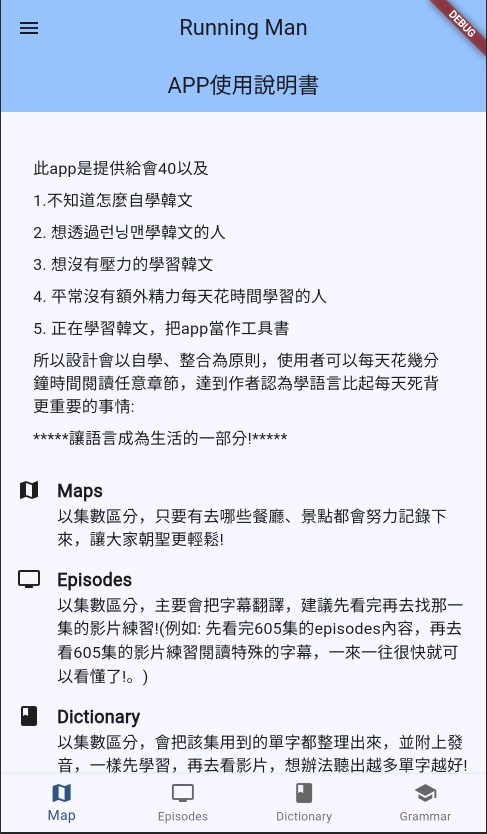 Running Man
DEBUG
APP使用說明書
此app是提供給會40以及
1.不知道怎麼自學韓文
2. 想透過런닝맨學韓文的人
3. 想沒有壓力的學習韓文
4. 平常沒有額外精力每天花時間學習的人
5. 正在學習韓文，把app當作工具書
所以設計會以自學、整合為原則，使用者可以每天花幾分
鐘時間閱讀任意章節，達到作者認為學語言比起每天死背
更重要的事情:
*****讓語言成為生活的一部分!*****
Maps
以集數區分，只要有去哪些餐廳、景點都會努力記錄下
來，讓大家朝聖更輕鬆!
Episodes
以集數區分，主要會把字幕翻譯，建議先看完再去找那一
集的影片練習!(例如: 先看完605集的episodes內容，再去
看605集的影片練習閱讀特殊的字幕，一來一往很快就可
以看懂了!。)
Dictionary
以集數區分，會把該集用到的單字都整理出來，並附上發
音，一樣先學習，再去看影片，想辦法聽出越多單字越好!
Map
Episodes
Dictionary
Grammar